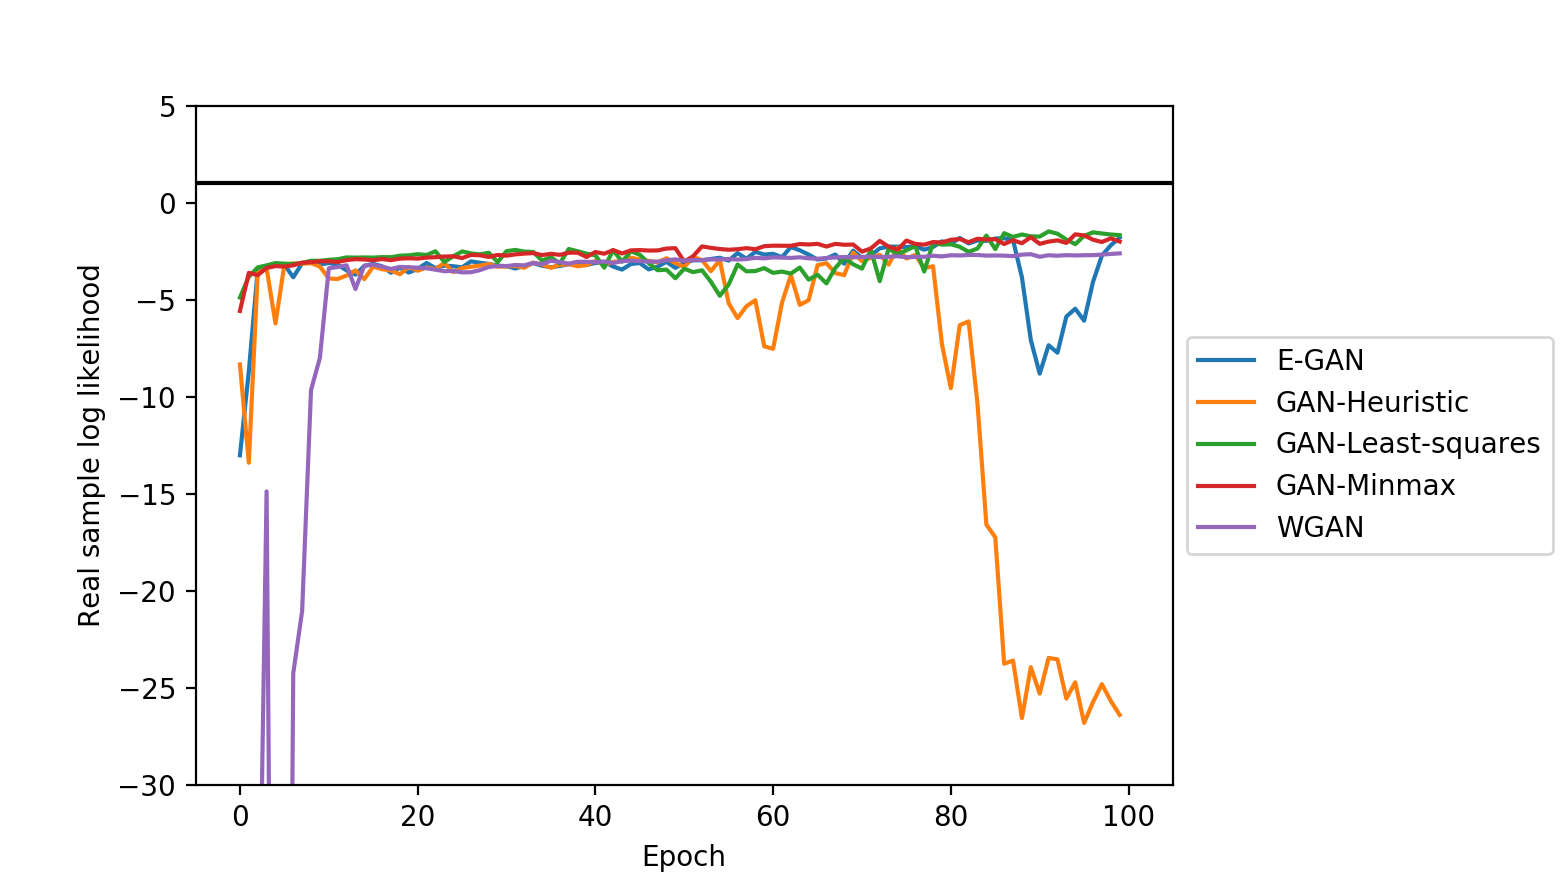 5
0
−5
−10
−15
−20
−25
−30
Real sample log likelihood
0 20 40 60 80 100
Epoch
E-GAN
GAN-Heuristic
GAN-Least-squares
GAN-Minmax
WGAN